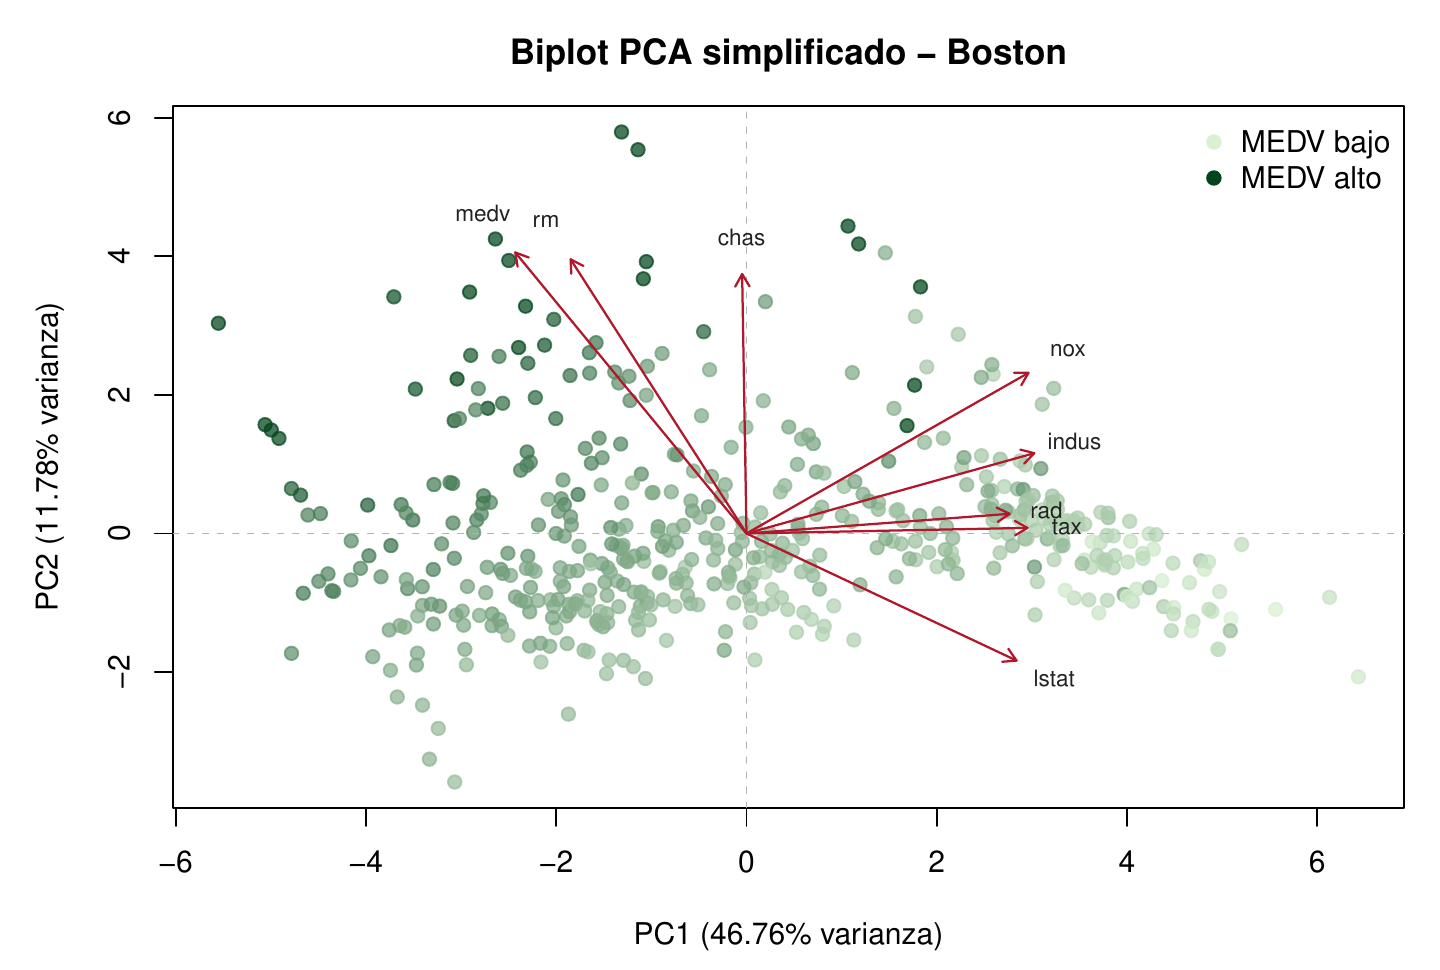 Biplot PCA simplificado – Boston
MEDV bajo
MEDV alto
medv
rm
chas
nox
indus
rad
tax
lstat
6
4
2
0
−2
PC2 (11.78% varianza)
−6 −4 −2 0 2 4 6
PC1 (46.76% varianza)